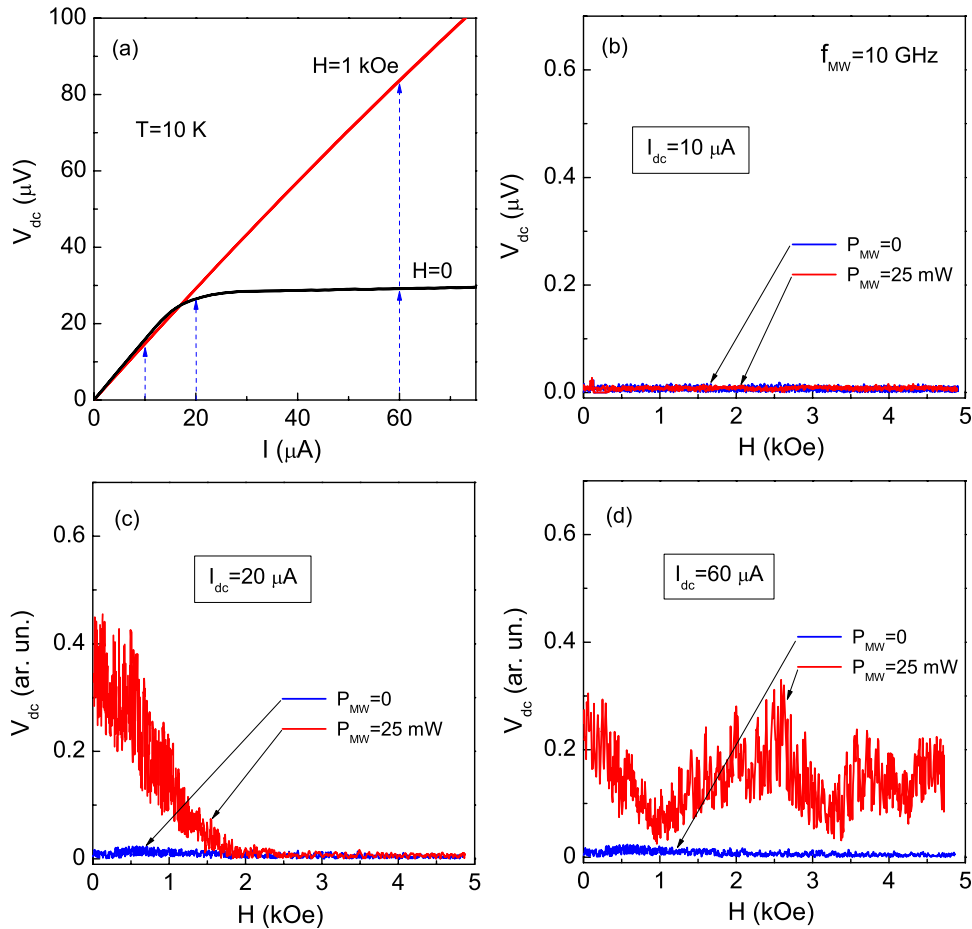 (a)
H=1 kOe
T=10 K
H=0
V_dc (μV)
100
80
60
40
20
0
0 20 40 60
I (μA)
(b)
f_MW=10 GHz
I_dc=10 μA
P_MW=0
P_MW=25 mW
V_dc (μV)
0.6
0.4
0.2
0.0
0 1 2 3 4 5
H (kOe)
(c)
I_dc=20 μA
P_MW=0
P_MW=25 mW
V_dc (ar. un.)
0.6
0.4
0.2
0
0 1 2 3 4 5
H (kOe)
(d)
I_dc=60 μA
P_MW=0
P_MW=25 mW
V_dc (ar. un.)
0.6
0.4
0.2
0
0 1 2 3 4 5
H (kOe)